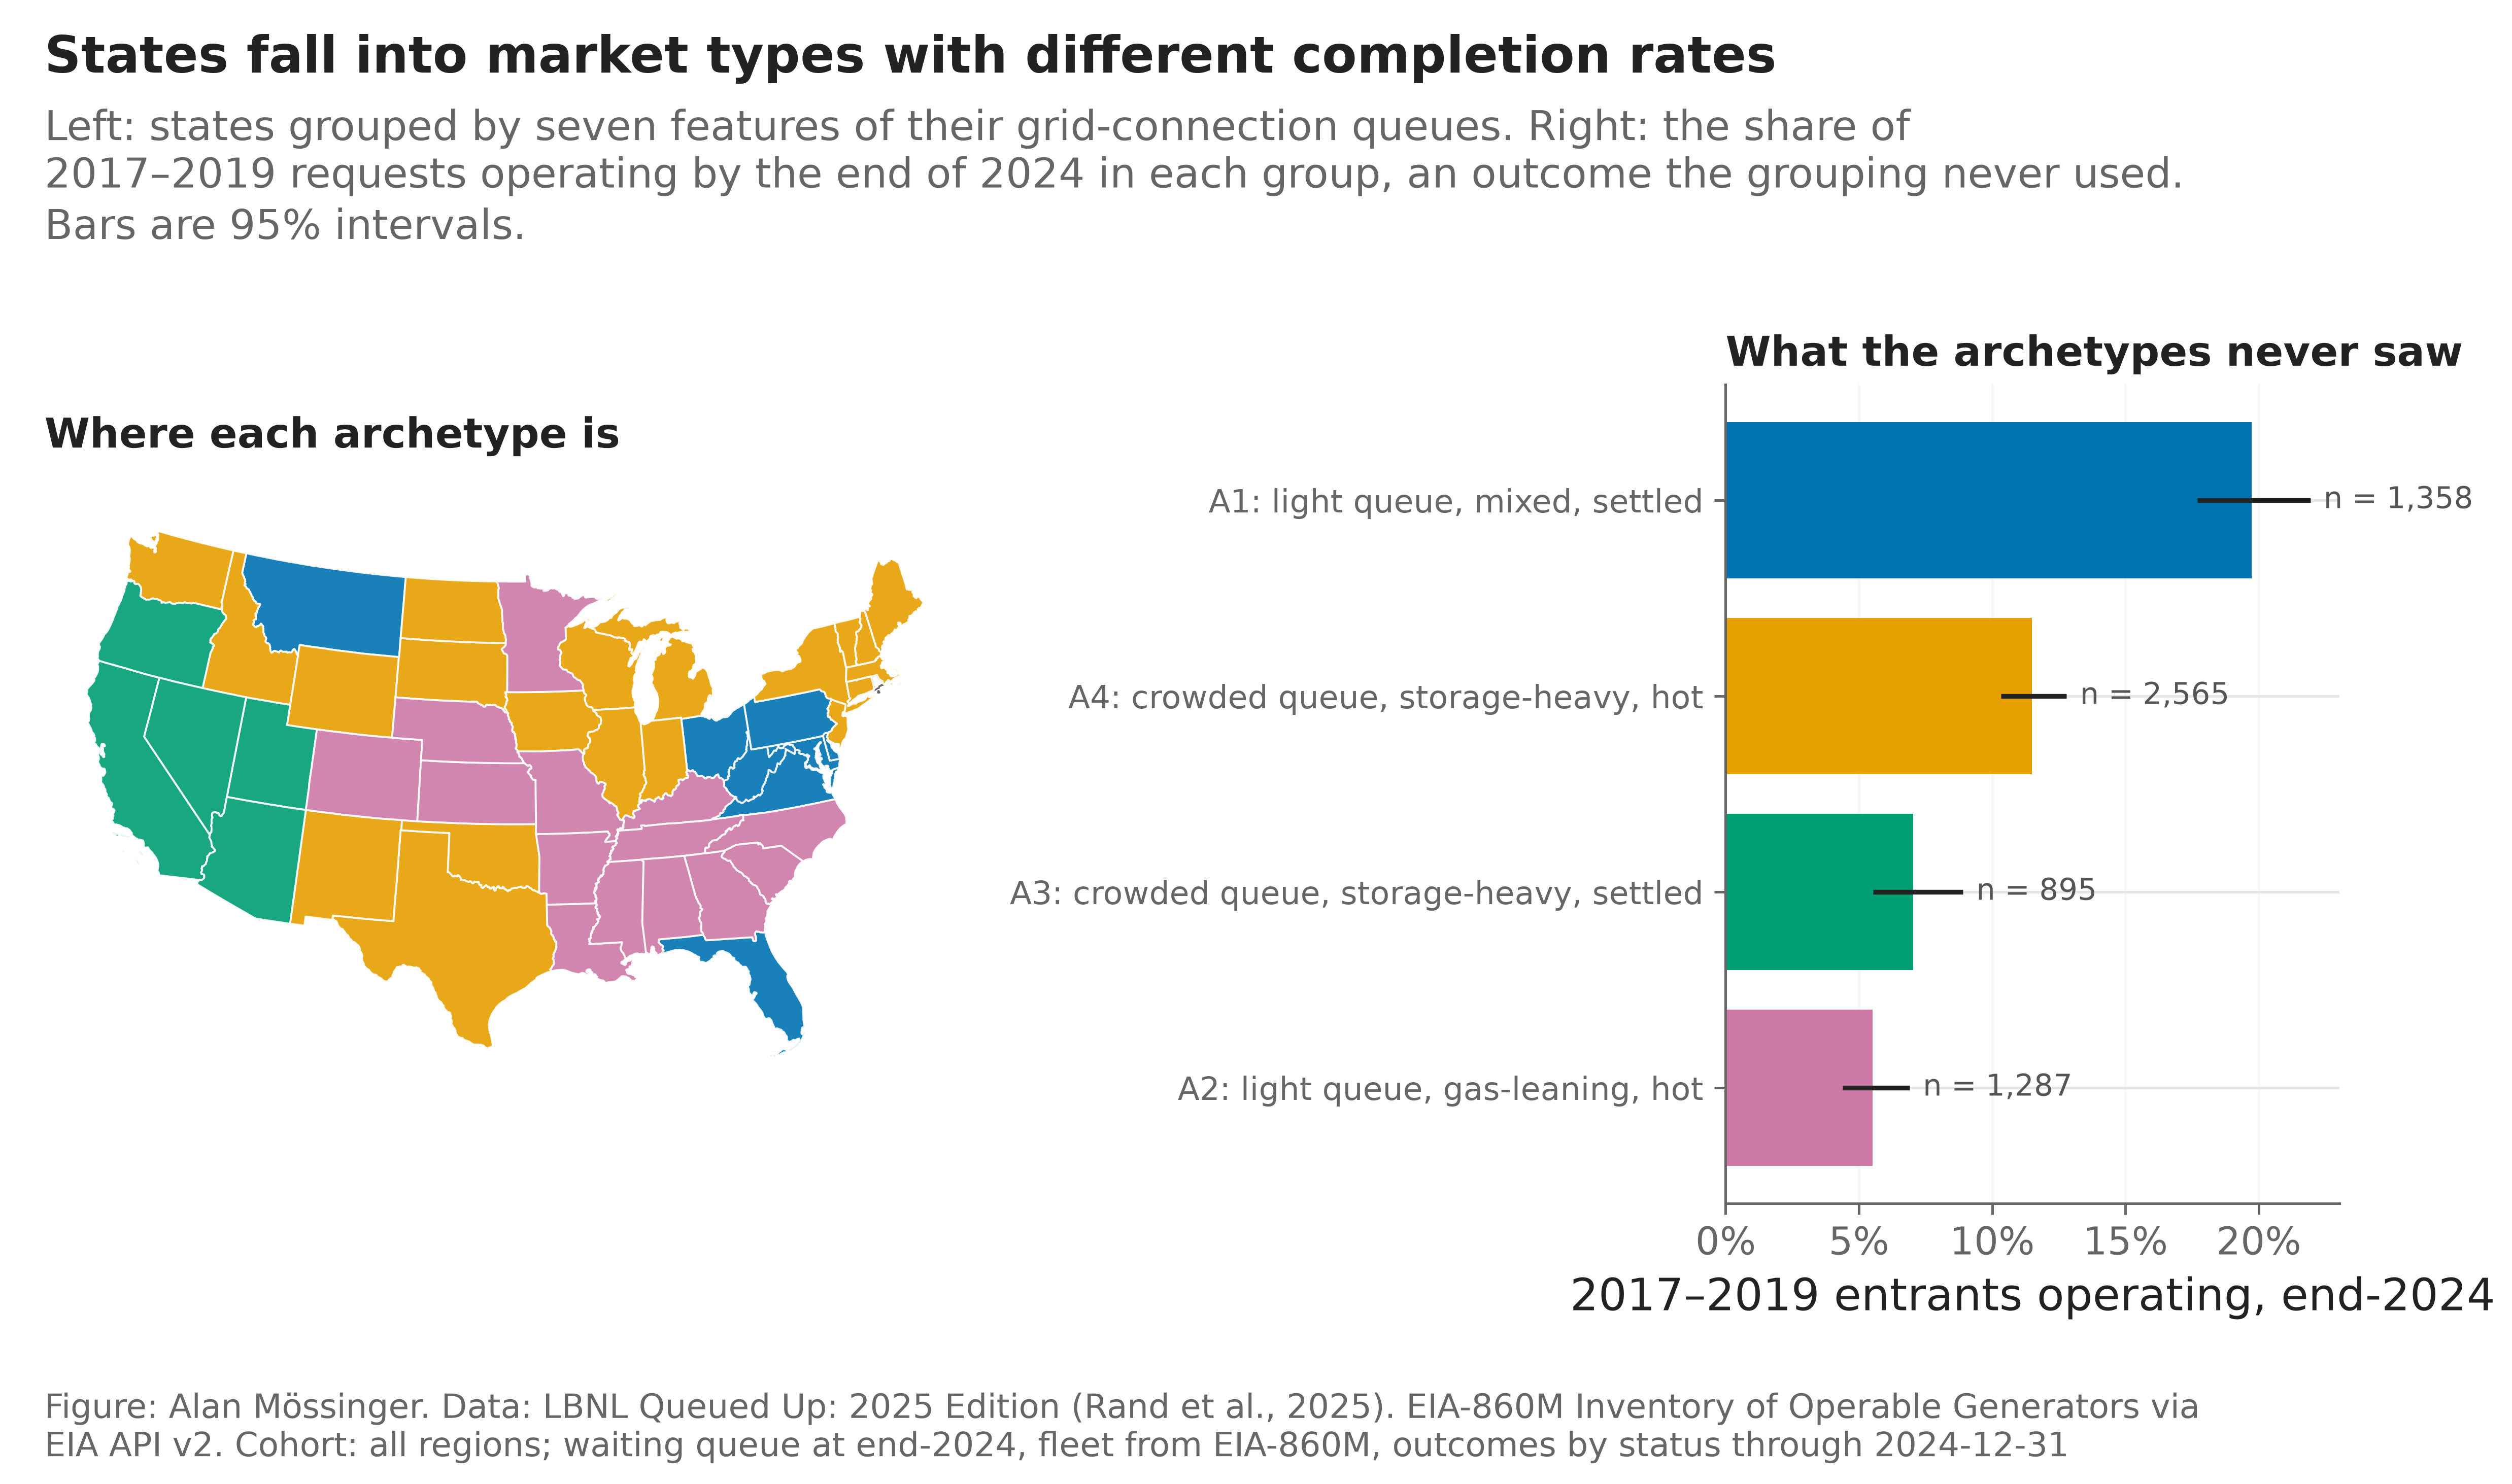 States fall into market types with different completion rates
Left: states grouped by seven features of their grid-connection queues. Right: the share of
2017–2019 requests operating by the end of 2024 in each group, an outcome the grouping never used.
Bars are 95% intervals.
Where each archetype is
What the archetypes never saw
A1: light queue, mixed, settled
n = 1,358
A4: crowded queue, storage-heavy, hot
n = 2,565
A3: crowded queue, storage-heavy, settled
n = 895
A2: light queue, gas-leaning, hot
n = 1,287
0% 5% 10% 15% 20%
2017–2019 entrants operating, end-2024
Figure: Alan Mössinger. Data: LBNL Queued Up: 2025 Edition (Rand et al., 2025). EIA-860M Inventory of Operable Generators via
EIA API v2. Cohort: all regions; waiting queue at end-2024, fleet from EIA-860M, outcomes by status through 2024-12-31